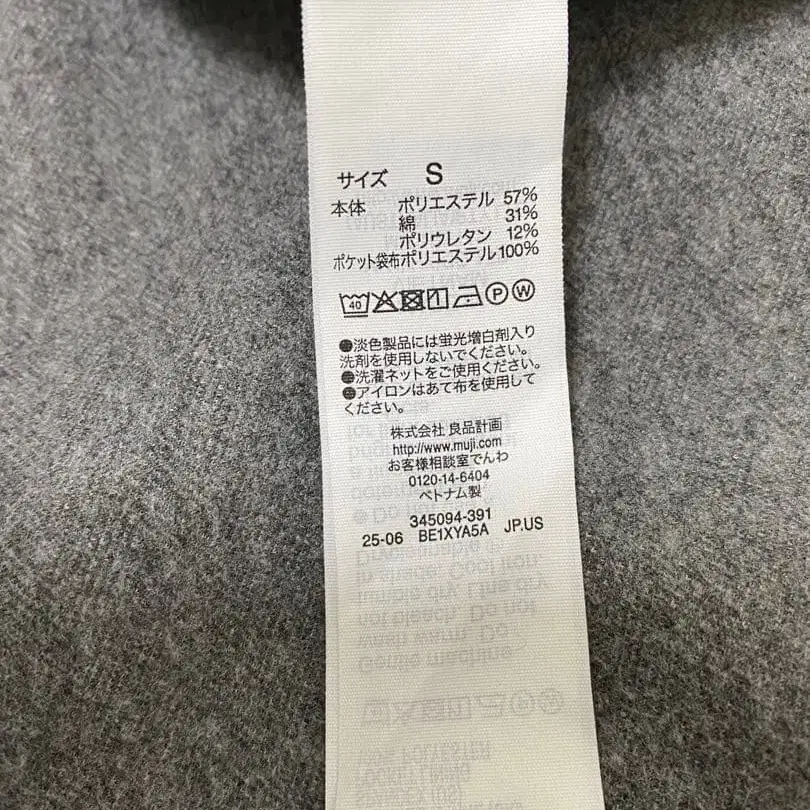 サイズ S
本体 ポリエステル 57%
綿 31%
ポリウレタン 12%
ポケット袋布ポリエステル100%
40 P W
●淡色製品には蛍光増白剤入り
洗剤を使用しないでください。
●洗濯ネットをご使用ください。
●アイロンはあて布を使用して
ください。
株式会社 良品計画
http://www.muji.com
お客様相談室でんわ
0120-14-6404
ベトナム製
345094-391
25-06 BE1XYA5A JP.US